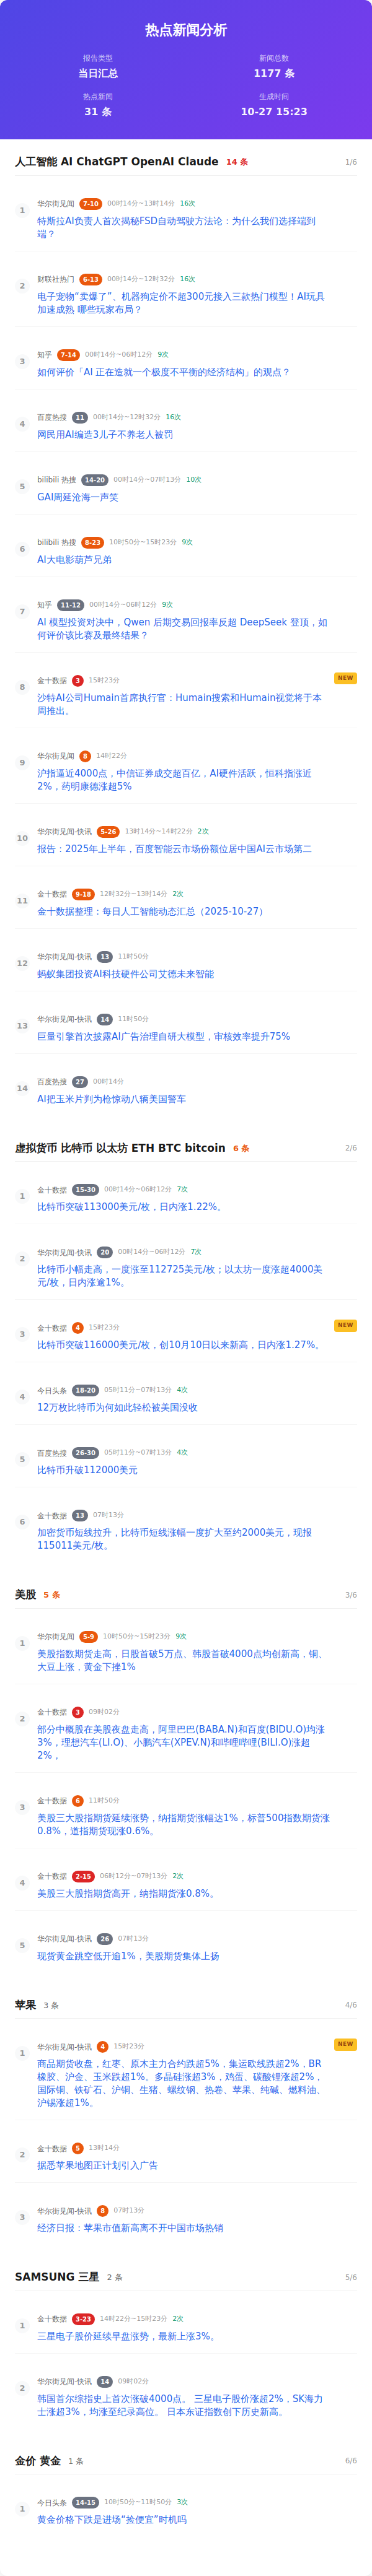 热点新闻分析
报告类型
当日汇总
新闻总数
1177 条
热点新闻
31 条
生成时间
10-27 15:23
人工智能 AI ChatGPT OpenAI Claude 14 条 1/6
1
华尔街见闻 7-10 00时14分~13时14分 16次
特斯拉AI负责人首次揭秘FSD自动驾驶方法论：为什么我们选择端到
端？
2
财联社热门 6-13 00时14分~12时32分 16次
电子宠物“卖爆了”、机器狗定价不超300元接入三款热门模型！AI玩具
加速成熟 哪些玩家布局？
3
知乎 7-14 00时14分~06时12分 9次
如何评价「AI 正在造就一个极度不平衡的经济结构」的观点？
4
百度热搜 11 00时14分~12时32分 16次
网民用AI编造3儿子不养老人被罚
5
bilibili 热搜 14-20 00时14分~07时13分 10次
GAI周延沧海一声笑
6
bilibili 热搜 8-23 10时50分~15时23分 9次
AI大电影葫芦兄弟
7
知乎 11-12 00时14分~06时12分 9次
AI 模型投资对决中，Qwen 后期交易回报率反超 DeepSeek 登顶，如
何评价该比赛及最终结果？
8
金十数据 3 15时23分 NEW
沙特AI公司Humain首席执行官：Humain搜索和Humain视觉将于本
周推出。
9
华尔街见闻 8 14时22分
沪指逼近4000点，中信证券成交超百亿，AI硬件活跃，恒科指涨近
2%，药明康德涨超5%
10
华尔街见闻-快讯 5-26 13时14分~14时22分 2次
报告：2025年上半年，百度智能云市场份额位居中国AI云市场第二
11
金十数据 9-18 12时32分~13时14分 2次
金十数据整理：每日人工智能动态汇总（2025-10-27）
12
华尔街见闻-快讯 13 11时50分
蚂蚁集团投资AI科技硬件公司艾德未来智能
13
华尔街见闻-快讯 14 11时50分
巨量引擎首次披露AI广告治理自研大模型，审核效率提升75%
14
百度热搜 27 00时14分
AI把玉米片判为枪惊动八辆美国警车
虚拟货币 比特币 以太坊 ETH BTC bitcoin 6 条 2/6
1
金十数据 15-30 00时14分~06时12分 7次
比特币突破113000美元/枚，日内涨1.22%。
2
华尔街见闻-快讯 20 00时14分~06时12分 7次
比特币小幅走高，一度涨至112725美元/枚；以太坊一度涨超4000美
元/枚，日内涨逾1%。
3
金十数据 4 15时23分 NEW
比特币突破116000美元/枚，创10月10日以来新高，日内涨1.27%。
4
今日头条 18-20 05时11分~07时13分 4次
12万枚比特币为何如此轻松被美国没收
5
百度热搜 26-30 05时11分~07时13分 4次
比特币升破112000美元
6
金十数据 13 07时13分
加密货币短线拉升，比特币短线涨幅一度扩大至约2000美元，现报
115011美元/枚。
美股 5 条 3/6
1
华尔街见闻 5-9 10时50分~15时23分 9次
美股指数期货走高，日股首破5万点、韩股首破4000点均创新高，铜、
大豆上涨，黄金下挫1%
2
金十数据 3 09时02分
部分中概股在美股夜盘走高，阿里巴巴(BABA.N)和百度(BIDU.O)均涨
3%，理想汽车(LI.O)、小鹏汽车(XPEV.N)和哔哩哔哩(BILI.O)涨超
2%，
3
金十数据 6 11时50分
美股三大股指期货延续涨势，纳指期货涨幅达1%，标普500指数期货涨
0.8%，道指期货现涨0.6%。
4
金十数据 2-15 06时12分~07时13分 2次
美股三大股指期货高开，纳指期货涨0.8%。
5
华尔街见闻-快讯 26 07时13分
现货黄金跳空低开逾1%，美股期货集体上扬
苹果 3 条 4/6
1
华尔街见闻-快讯 4 15时23分 NEW
商品期货收盘，红枣、原木主力合约跌超5%，集运欧线跌超2%，BR
橡胶、沪金、玉米跌超1%。多晶硅涨超3%，鸡蛋、碳酸锂涨超2%，
国际铜、铁矿石、沪铜、生猪、螺纹钢、热卷、苹果、纯碱、燃料油、
沪锡涨超1%。
2
金十数据 5 13时14分
据悉苹果地图正计划引入广告
3
华尔街见闻-快讯 8 07时13分
经济日报：苹果市值新高离不开中国市场热销
SAMSUNG 三星 2 条 5/6
1
金十数据 3-23 14时22分~15时23分 2次
三星电子股价延续早盘涨势，最新上涨3%。
2
华尔街见闻-快讯 14 09时02分
韩国首尔综指史上首次涨破4000点。 三星电子股价涨超2%，SK海力
士涨超3%，均涨至纪录高位。 日本东证指数创下历史新高。
金价 黄金 1 条 6/6
1
今日头条 14-15 10时50分~11时50分 3次
黄金价格下跌是进场“捡便宜”时机吗